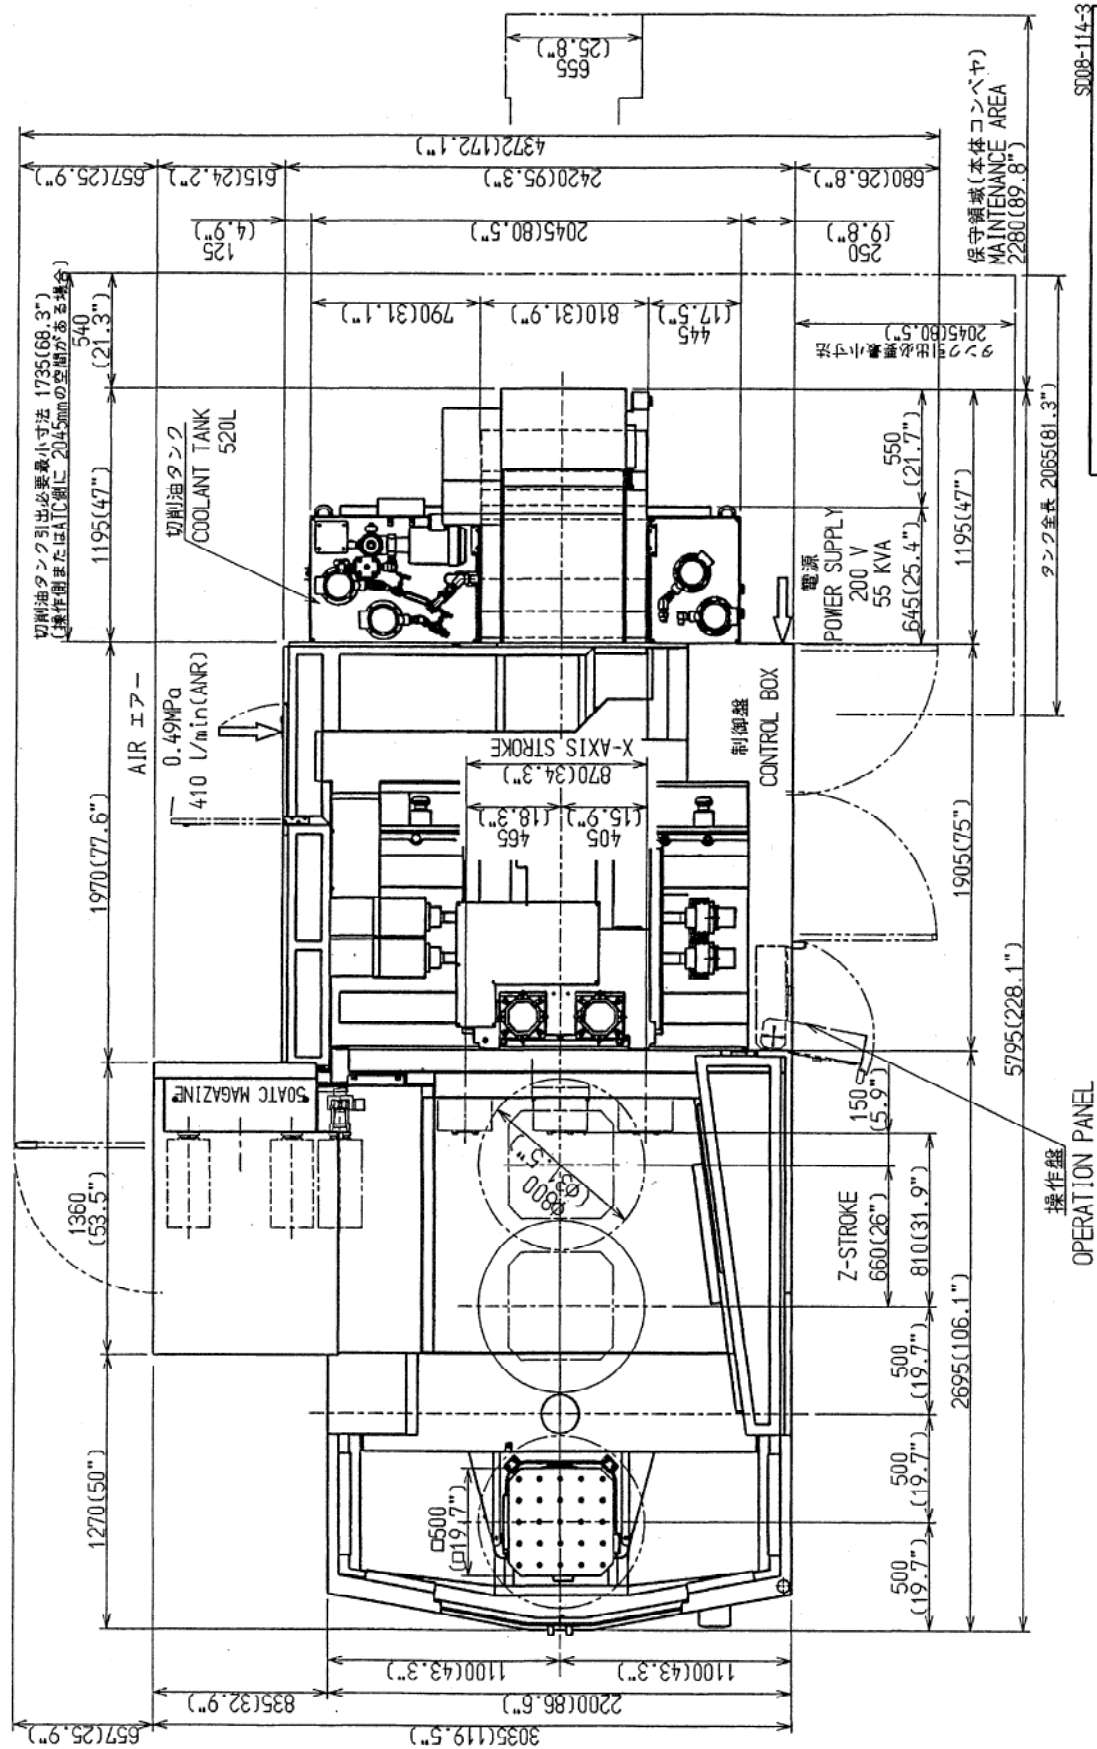 SD08-114-3
655
(25.8")
4372(172.1")
657(25.9")
615(24.2")
2420(95.3")
680(26.8")
保守領域(本体コンベヤ)
MAINTENANCE AREA
2280(89.8")
125
(4.9")
2045(80.5")
250
(9.8")
切削油タンク引出必要最小寸法 1735(68.3")
(操作側またはATC側に 2045mmの空間がある場合)
540
(21.3")
790(31.1")
810(31.9")
445
(17.5")
2045(80.5")
タンク引出必要最小寸法
切削油タンク
COOLANT TANK
520L
1195(47")
550
(21.7")
1195(47")
645(25.4")
タンク全長 2065(81.3")
電源
POWER SUPPLY
200 V
55 KVA
AIR エアー
0.49MPa
410 l/min(ANR)
制御盤
CONTROL BOX
X-AXIS STROKE
870(34.3")
465
(18.3")
405
(15.9")
1970(77.6")
1905(75")
5795(228.1")
50ATC MAGAZINE
150
(5.9")
操作盤
OPERATION PANEL
1360
(53.5")
Ø800
(Ø31.5")
Z-STROKE
660(26")
810(31.9")
500
(19.7")
2695(106.1")
1270(50")
□500
(□19.7")
500
(19.7")
500
(19.7")
1100(43.3")
1100(43.3")
835(32.9")
2200(86.6")
657(25.9")
3035(119.5")